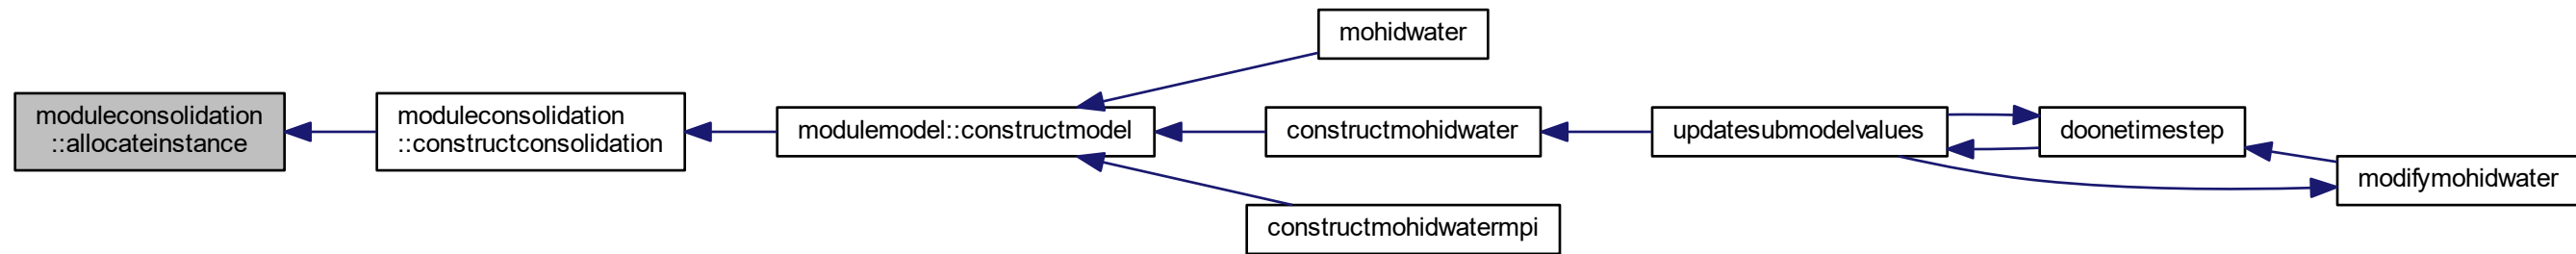 mohidwater
moduleconsolidation
::allocateinstance
moduleconsolidation
::constructconsolidation
modulemodel::constructmodel
constructmohidwater
updatesubmodelvalues
doonetimestep
modifymohidwater
constructmohidwatermpi